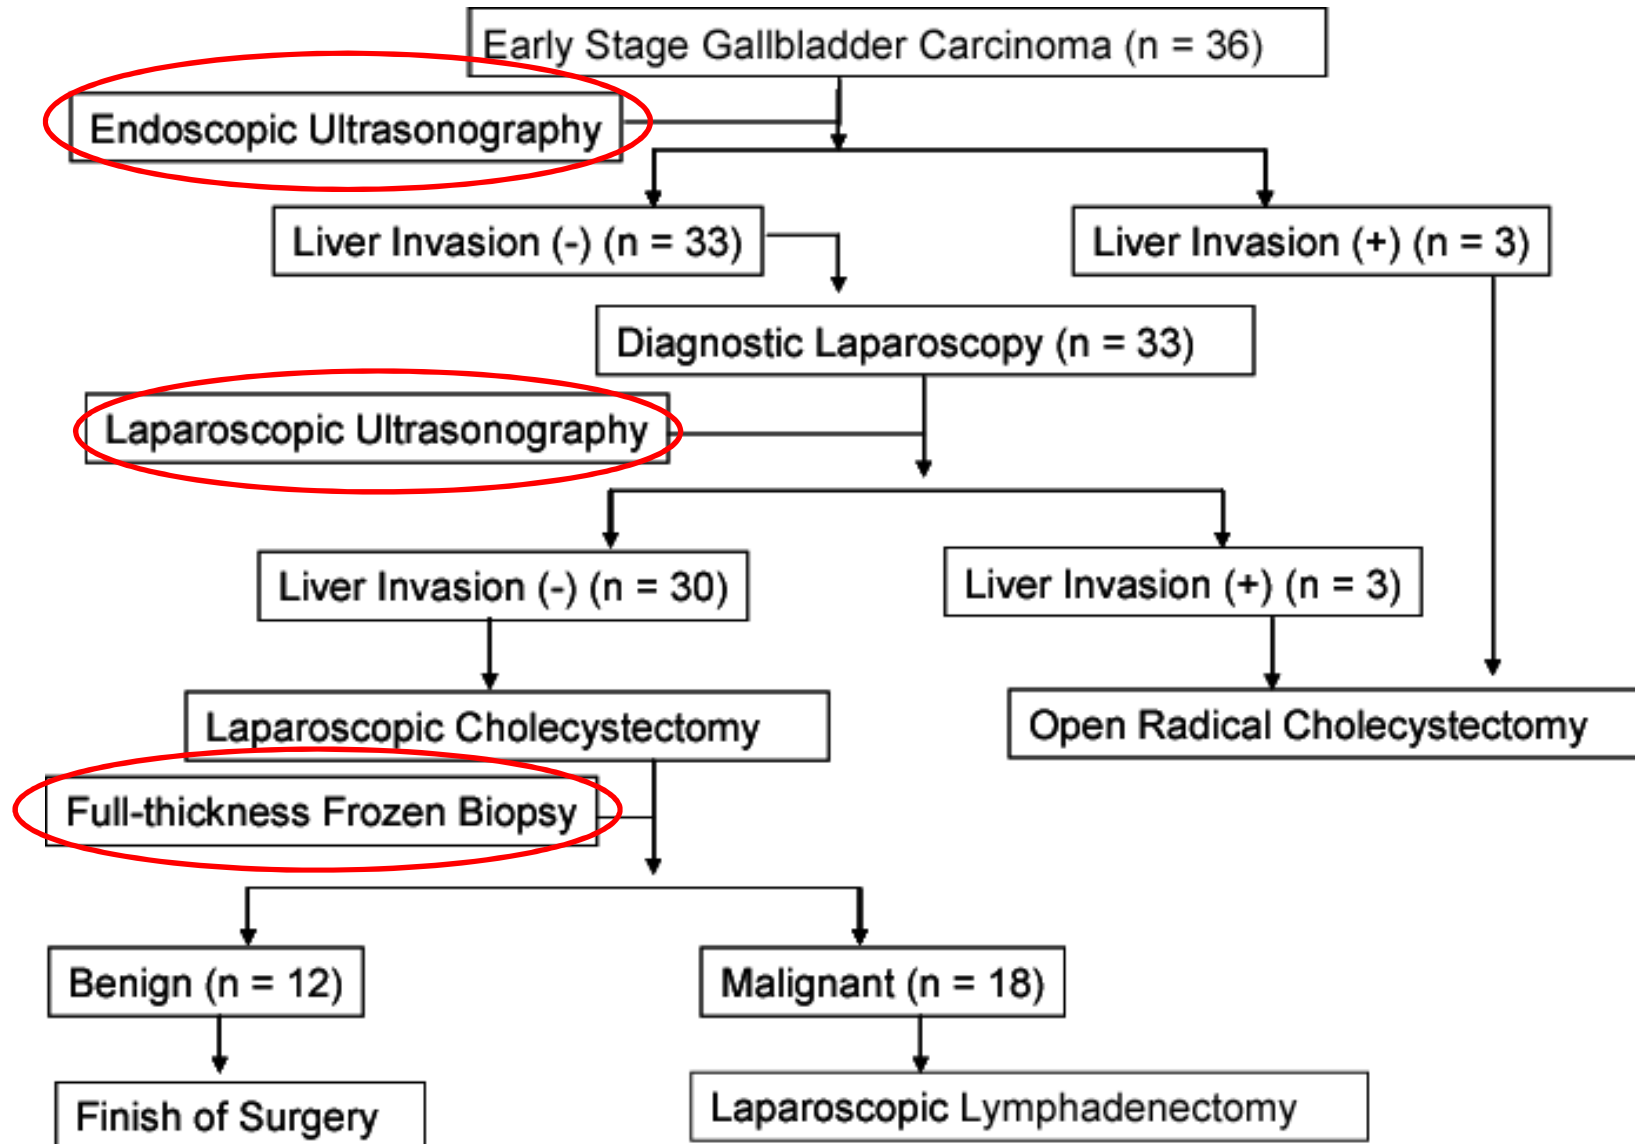 Early Stage Gallbladder Carcinoma (n = 36)
Endoscopic Ultrasonography
Liver Invasion (-) (n = 33)
Liver Invasion (+) (n = 3)
Diagnostic Laparoscopy (n = 33)
Laparoscopic Ultrasonography
Liver Invasion (-) (n = 30)
Liver Invasion (+) (n = 3)
Laparoscopic Cholecystectomy
Open Radical Cholecystectomy
Full-thickness Frozen Biopsy
Benign (n = 12)
Malignant (n = 18)
Finish of Surgery
Laparoscopic Lymphadenectomy